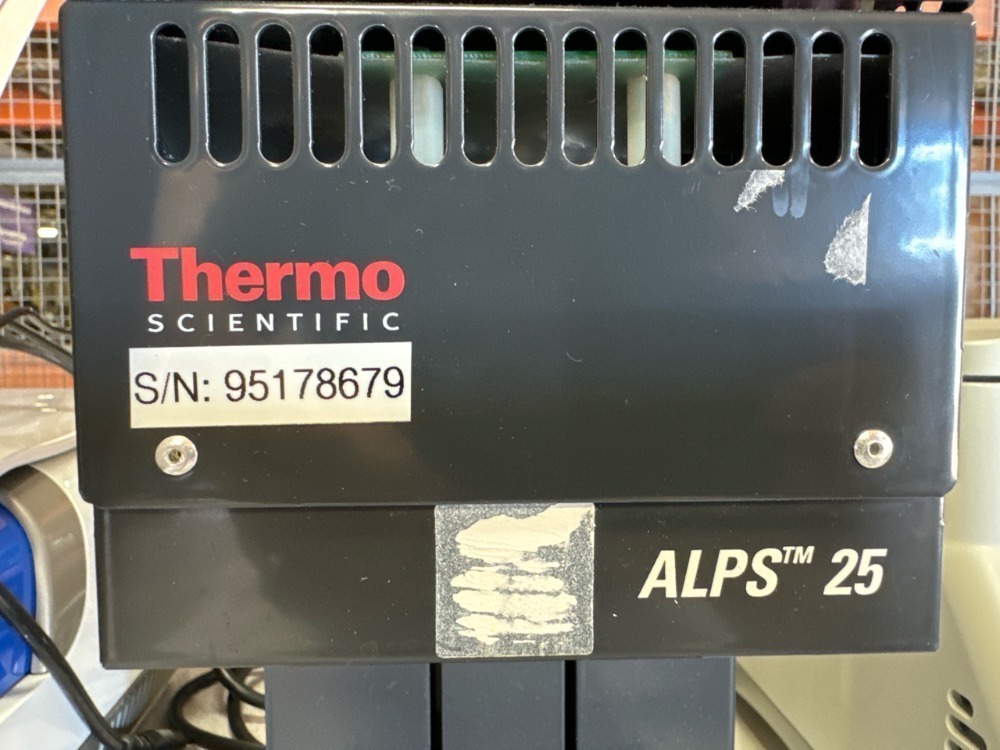 Thermo
SCIENTIFIC
S/N: 95178679
ALPS™ 25